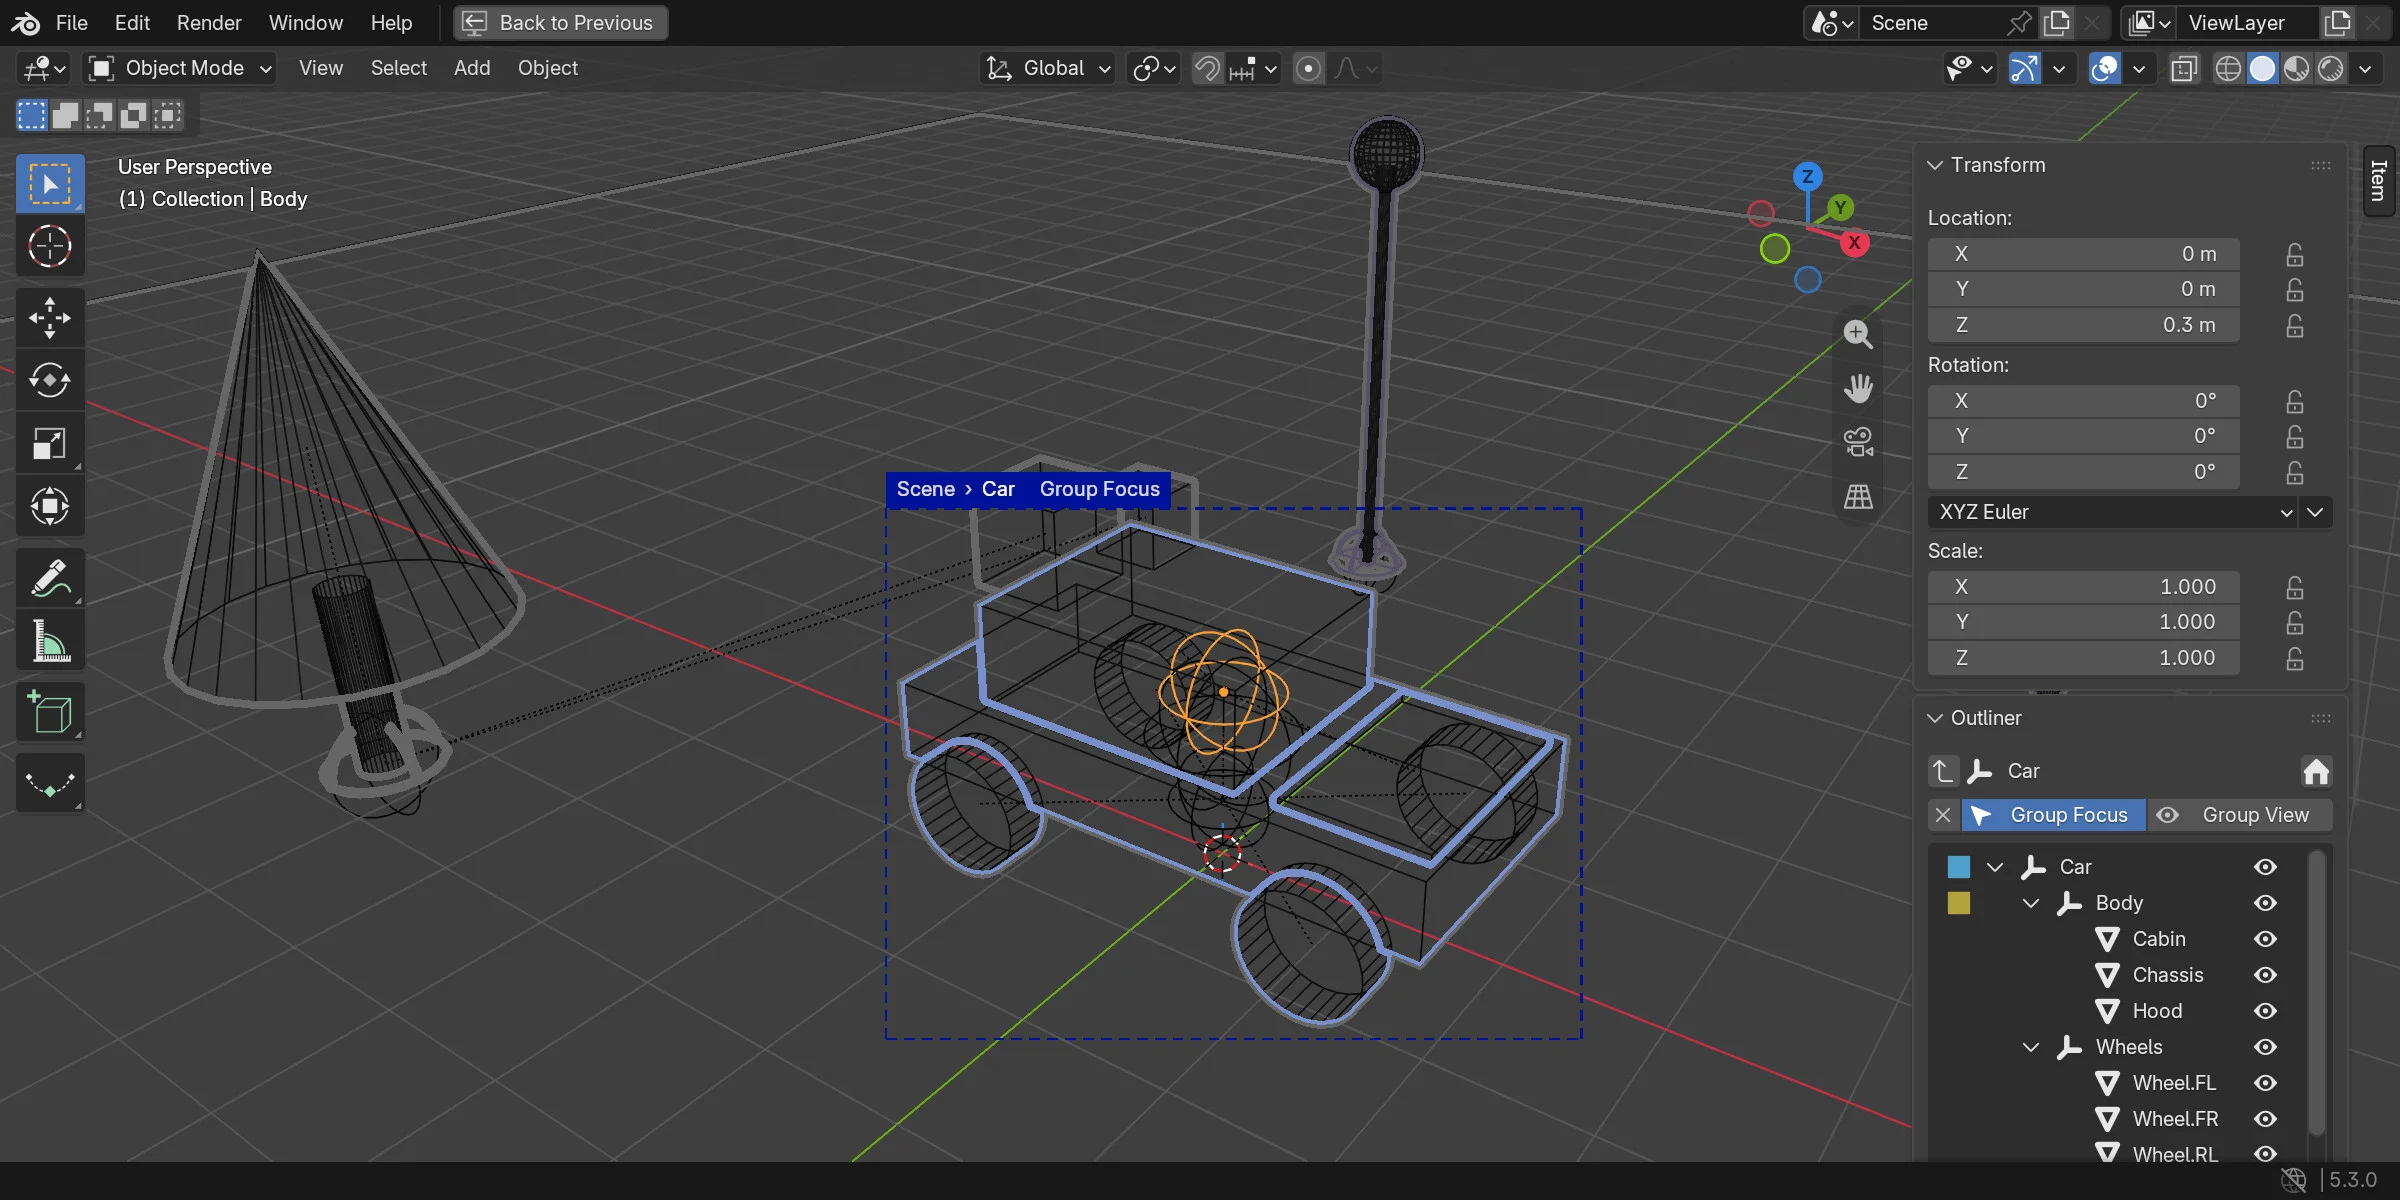 File Edit Render Window Help Back to Previous Scene ViewLayer
Object Mode View Select Add Object Global
User Perspective
(1) Collection | Body
Z
Y
X
Scene › Car Group Focus
Item
Transform
Location:
X 0 m
Y 0 m
Z 0.3 m
Rotation:
X 0°
Y 0°
Z 0°
XYZ Euler
Scale:
X 1.000
Y 1.000
Z 1.000
Outliner
Car
Group Focus Group View
Car
Body
Cabin
Chassis
Hood
Wheels
Wheel.FL
Wheel.FR
Wheel.RL
5.3.0